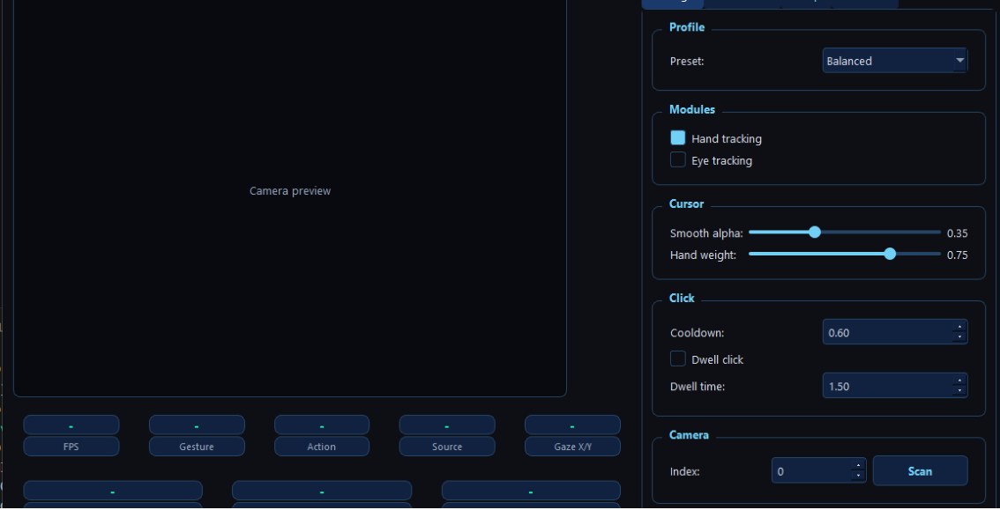 Profile
Preset:
Balanced
Modules
Hand tracking
Eye tracking
Camera preview
Cursor
Smooth alpha:
0.35
Hand weight:
0.75
Click
Cooldown:
0.60
Dwell click
Dwell time:
1.50
-
-
-
-
-
FPS
Gesture
Action
Source
Gaze X/Y
Camera
Index:
0
Scan
-
-
-